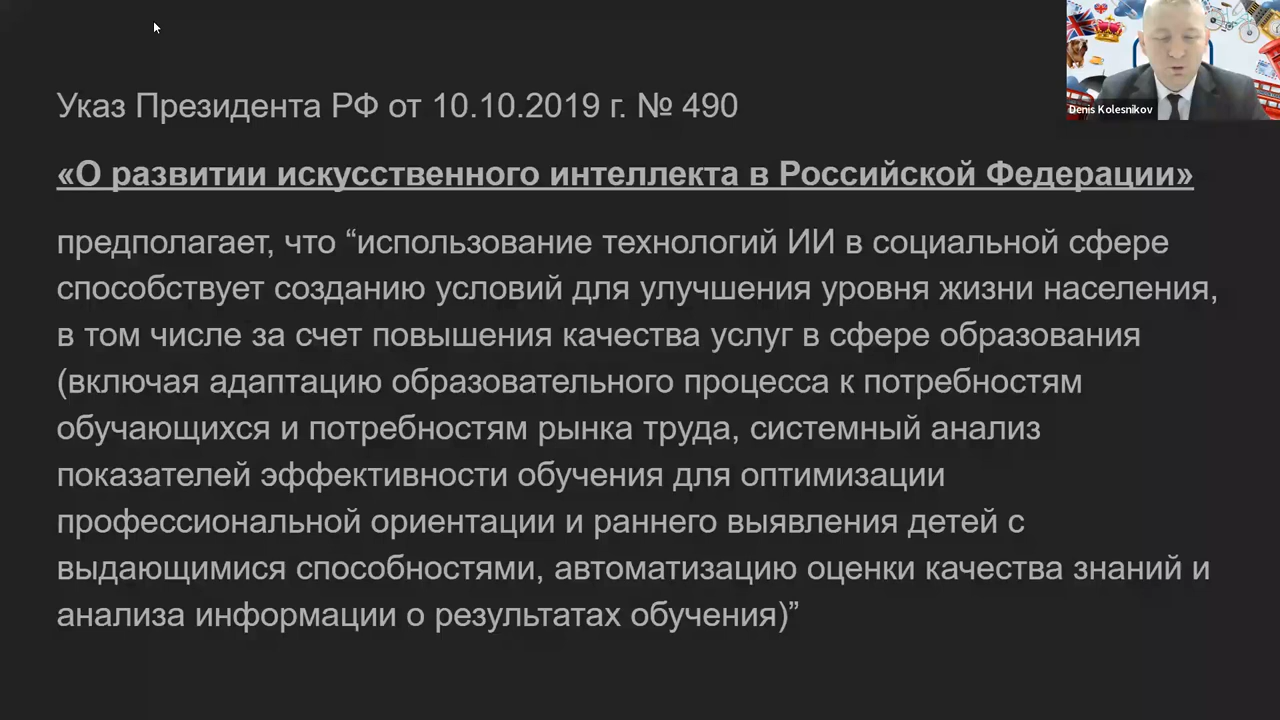 Указ Президента РФ от 10.10.2019 г. № 490
«О развитии искусственного интеллекта в Российской Федерации»
предполагает, что “использование технологий ИИ в социальной сфере
способствует созданию условий для улучшения уровня жизни населения,
в том числе за счет повышения качества услуг в сфере образования
(включая адаптацию образовательного процесса к потребностям
обучающихся и потребностям рынка труда, системный анализ
показателей эффективности обучения для оптимизации
профессиональной ориентации и раннего выявления детей с
выдающимися способностями, автоматизацию оценки качества знаний и
анализа информации о результатах обучения)”
Denis Kolesnikov